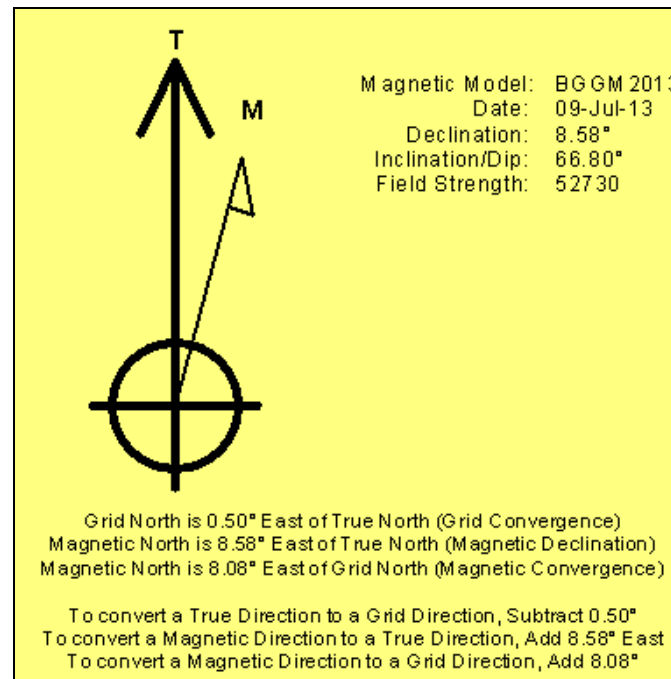 T
M
Magnetic Model: BGGM 2013
Date: 09-Jul-13
Declination: 8.58°
Inclination/Dip: 66.80°
Field Strength: 52730
Grid North is 0.50° East of True North (Grid Convergence)
Magnetic North is 8.58° East of True North (Magnetic Declination)
Magnetic North is 8.08° East of Grid North (Magnetic Convergence)
To convert a True Direction to a Grid Direction, Subtract 0.50°
To convert a Magnetic Direction to a True Direction, Add 8.58° East
To convert a Magnetic Direction to a Grid Direction, Add 8.08°